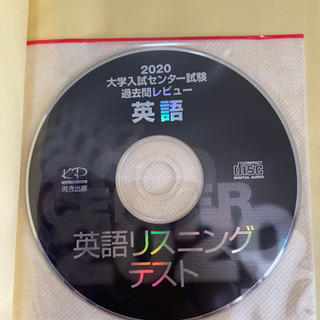 2020
大学入試センター試験
過去問レビュー
英語
河合出版
COMPACT
disc
DIGITAL AUDIO
CENTER
英語リスニング
テスト